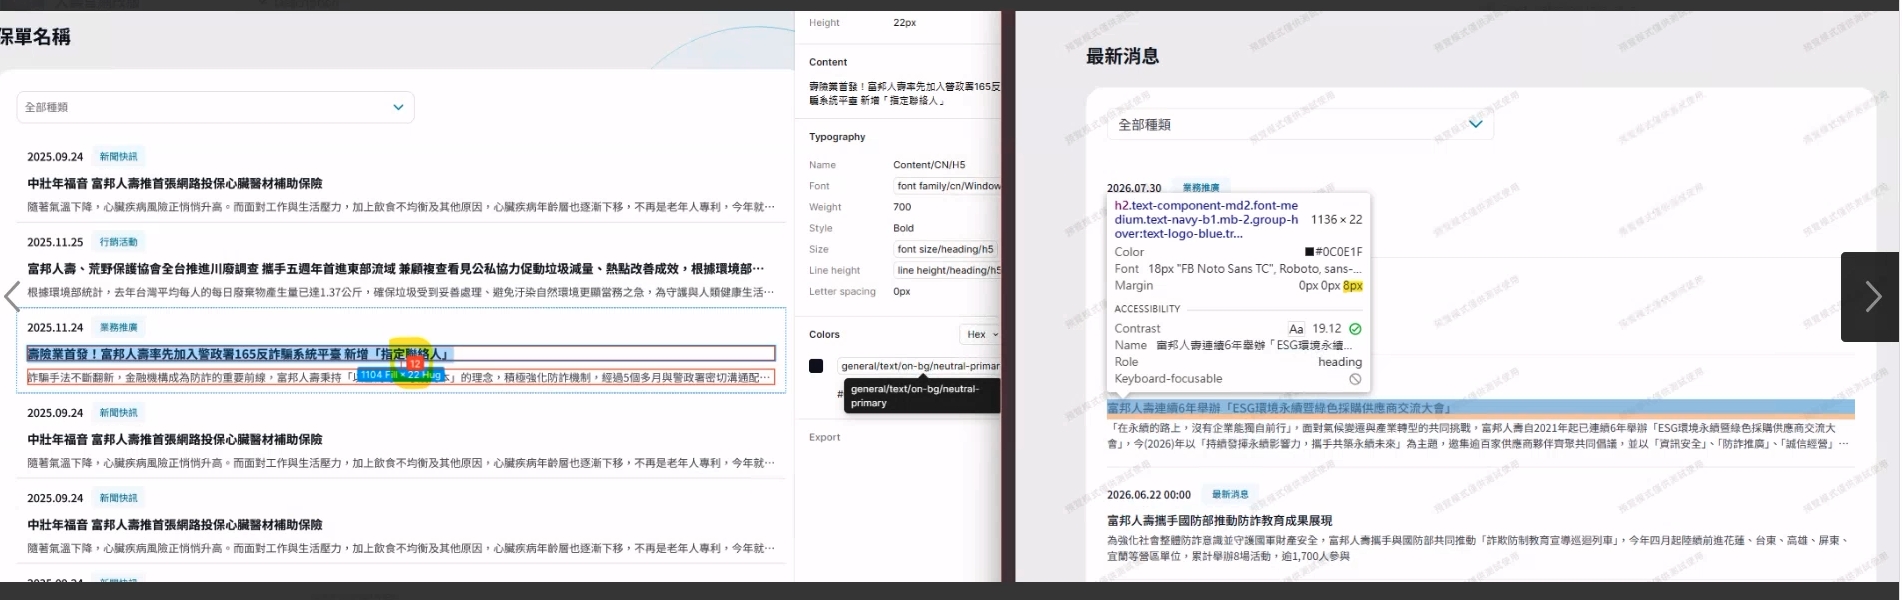 保單名稱
全部種類
2025.09.24 新聞快訊
中壯年福音 富邦人壽推首張網路投保心臟醫材補助保險
隨著氣溫下降，心臟疾病風險正悄悄升高。而面對工作與生活壓力，加上飲食不均衡及其他原因，心臟疾病年齡層也逐漸下移，不再是老年人專利，今年就…
2025.11.25 行銷活動
富邦人壽、荒野保護協會全台推進川廢調查 攜手五週年首進東部流域 兼顧複查看見公私協力促動垃圾減量、熱點改善成效，根據環境部…
根據環境部統計，去年台灣平均每人的每日廢棄物產生量已達1.37公斤，確保垃圾受到妥善處理、避免汙染自然環境更顯當務之急，為守護與人類健康生活…
2025.11.24 業務推廣
壽險業首發！富邦人壽率先加入警政署165反詐騙系統平臺 新增「指定聯絡人」
12
1104 Fill × 22 Hug
詐騙手法不斷翻新，金融機構成為防詐的重要前線，富邦人壽秉持「以 」的理念，積極強化防詐機制，經過5個多月與警政署密切溝通配…
2025.09.24 新聞快訊
中壯年福音 富邦人壽推首張網路投保心臟醫材補助保險
隨著氣溫下降，心臟疾病風險正悄悄升高。而面對工作與生活壓力，加上飲食不均衡及其他原因，心臟疾病年齡層也逐漸下移，不再是老年人專利，今年就…
2025.09.24 新聞快訊
中壯年福音 富邦人壽推首張網路投保心臟醫材補助保險
隨著氣溫下降，心臟疾病風險正悄悄升高。而面對工作與生活壓力，加上飲食不均衡及其他原因，心臟疾病年齡層也逐漸下移，不再是老年人專利，今年就…
Height 22px
Content
壽險業首發！富邦人壽率先加入警政署165反
騙系統平臺 新增「指定聯絡人」
Typography
Name Content/CN/H5
Font font family/cn/Window
Weight 700
Style Bold
Size font size/heading/h5
Line height line height/heading/h5
Letter spacing 0px
Colors Hex
general/text/on-bg/neutral-primar
#
general/text/on-bg/neutral-
primary
Export
最新消息
全部種類
2026.07.30 業務推廣
h2.text-component-md2.font-me
dium.text-navy-b1.mb-2.group-h
over:text-logo-blue.tr... 1136 × 22
Color #0C0E1F
Font 18px "FB Noto Sans TC", Roboto, sans-...
Margin 0px 0px 8px
ACCESSIBILITY
Contrast Aa 19.12
Name 富邦人壽連續6年舉辦「ESG環境永續...
Role heading
Keyboard-focusable
富邦人壽連續6年舉辦「ESG環境永續暨綠色採購供應商交流大會」
「在永續的路上，沒有企業能獨自前行」，面對氣候變遷與產業轉型的共同挑戰，富邦人壽自2021年起已連續6年舉辦「ESG環境永續暨綠色採購供應商交流大
會」，今(2026)年以「持續發揮永續影響力，攜手共築永續未來」為主題，邀集逾百家供應商夥伴齊聚共同倡議，並以「資訊安全」、「防詐推廣」、「誠信經營」…
2026.06.22 00:00 最新消息
富邦人壽攜手國防部推動防詐教育成果展現
為強化社會整體防詐意識並守護國軍財產安全，富邦人壽攜手與國防部共同推動「詐欺防制教育宣導巡迴列車」，今年四月起陸續前進花蓮、台東、高雄、屏東、
宜蘭等營區單位，累計舉辦8場活動，逾1,700人參與